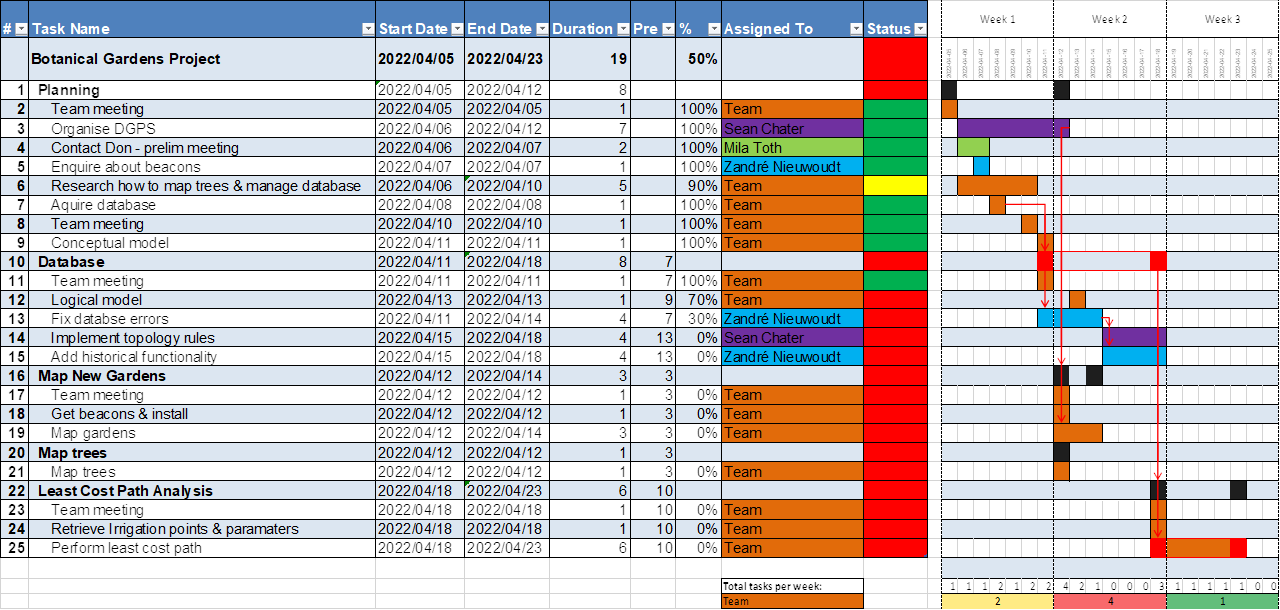 # Task Name Start Date End Date Duration Pre % Assigned To Status Week 1 Week 2 Week 3
Botanical Gardens Project 2022/04/05 2022/04/23 19 50%
1 Planning 2022/04/05 2022/04/12 8
2 Team meeting 2022/04/05 2022/04/05 1 100% Team
3 Organise DGPS 2022/04/06 2022/04/12 7 100% Sean Chater
4 Contact Don - prelim meeting 2022/04/06 2022/04/07 2 100% Mila Toth
5 Enquire about beacons 2022/04/07 2022/04/07 1 100% Zandré Nieuwoudt
6 Research how to map trees & manage database 2022/04/06 2022/04/10 5 90% Team
7 Aquire database 2022/04/08 2022/04/08 1 100% Team
8 Team meeting 2022/04/10 2022/04/10 1 100% Team
9 Conceptual model 2022/04/11 2022/04/11 1 100% Team
10 Database 2022/04/11 2022/04/18 8 7
11 Team meeting 2022/04/11 2022/04/11 1 7 100% Team
12 Logical model 2022/04/13 2022/04/13 1 9 70% Team
13 Fix databse errors 2022/04/11 2022/04/14 4 7 30% Zandré Nieuwoudt
14 Implement topology rules 2022/04/15 2022/04/18 4 13 0% Sean Chater
15 Add historical functionality 2022/04/15 2022/04/18 4 13 0% Zandré Nieuwoudt
16 Map New Gardens 2022/04/12 2022/04/14 3 3
17 Team meeting 2022/04/12 2022/04/12 1 3 0% Team
18 Get beacons & install 2022/04/12 2022/04/12 1 3 0% Team
19 Map gardens 2022/04/12 2022/04/14 3 3 0% Team
20 Map trees 2022/04/12 2022/04/12 1 3
21 Map trees 2022/04/12 2022/04/12 1 3 0% Team
22 Least Cost Path Analysis 2022/04/18 2022/04/23 6 10
23 Team meeting 2022/04/18 2022/04/18 1 10 0% Team
24 Retrieve Irrigation points & paramaters 2022/04/18 2022/04/18 1 10 0% Team
25 Perform least cost path 2022/04/18 2022/04/23 6 10 0% Team
Total tasks per week: 1 1 1 2 1 2 2 4 2 1 0 0 0 3 1 1 1 1 1 0 0
Team 2 4 1